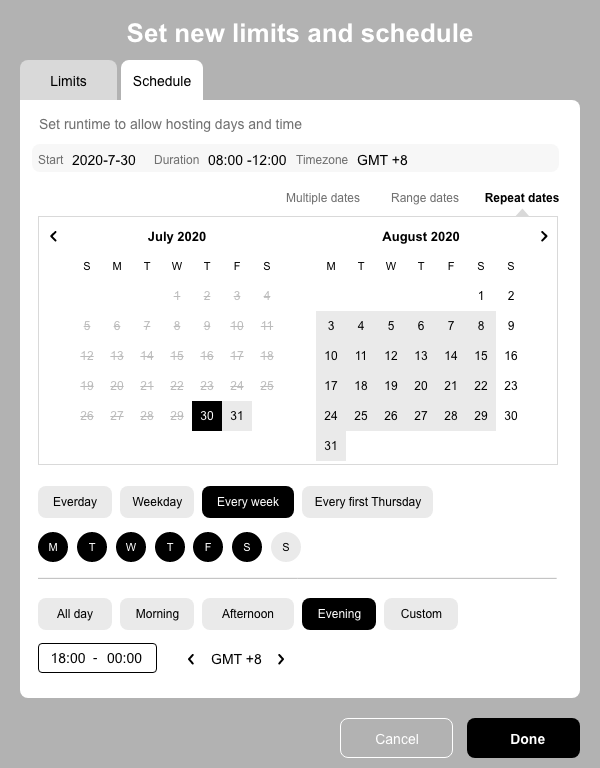 Set new limits and schedule
Limits Schedule
Set runtime to allow hosting days and time
Start 2020-7-30 Duration 08:00 -12:00 Timezone GMT +8
Multiple dates Range dates Repeat dates
July 2020 August 2020
S M T W T F S M T W T F S S
1 2 3 4 1 2
5 6 7 8 9 10 11 3 4 5 6 7 8 9
12 13 14 15 16 17 18 10 11 12 13 14 15 16
19 20 21 22 23 24 25 17 18 19 20 21 22 23
26 27 28 29 30 31 24 25 26 27 28 29 30
31
Everday Weekday Every week Every first Thursday
M T W T F S S
All day Morning Afternoon Evening Custom
18:00 - 00:00 GMT +8
Cancel Done